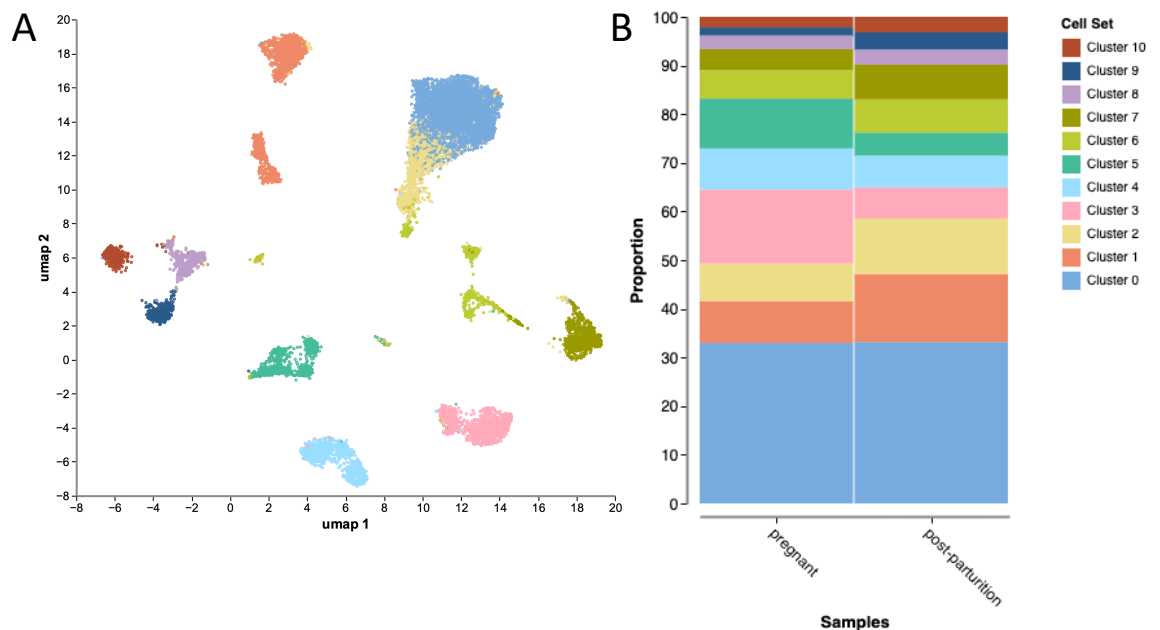 A
20
18
16
14
12
10
8
6
4
2
0
−2
−4
−6
−8
umap 2
−8 −6 −4 −2 0 2 4 6 8 10 12 14 16 18 20
umap 1
B
100
90
80
70
60
50
40
30
20
10
0
Proportion
pregnant
post-parturition
Samples
Cell Set
Cluster 10
Cluster 9
Cluster 8
Cluster 7
Cluster 6
Cluster 5
Cluster 4
Cluster 3
Cluster 2
Cluster 1
Cluster 0